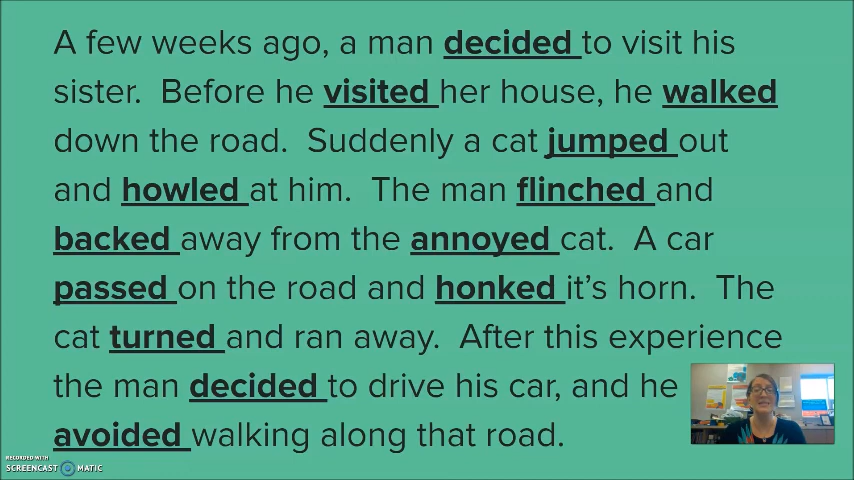 A few weeks ago, a man decided to visit his
sister. Before he visited her house, he walked
down the road. Suddenly a cat jumped out
and howled at him. The man flinched and
backed away from the annoyed cat. A car
passed on the road and honked it's horn. The
cat turned and ran away. After this experience
the man decided to drive his car, and he
avoided walking along that road.
RECORDED WITH
SCREENCAST MATIC